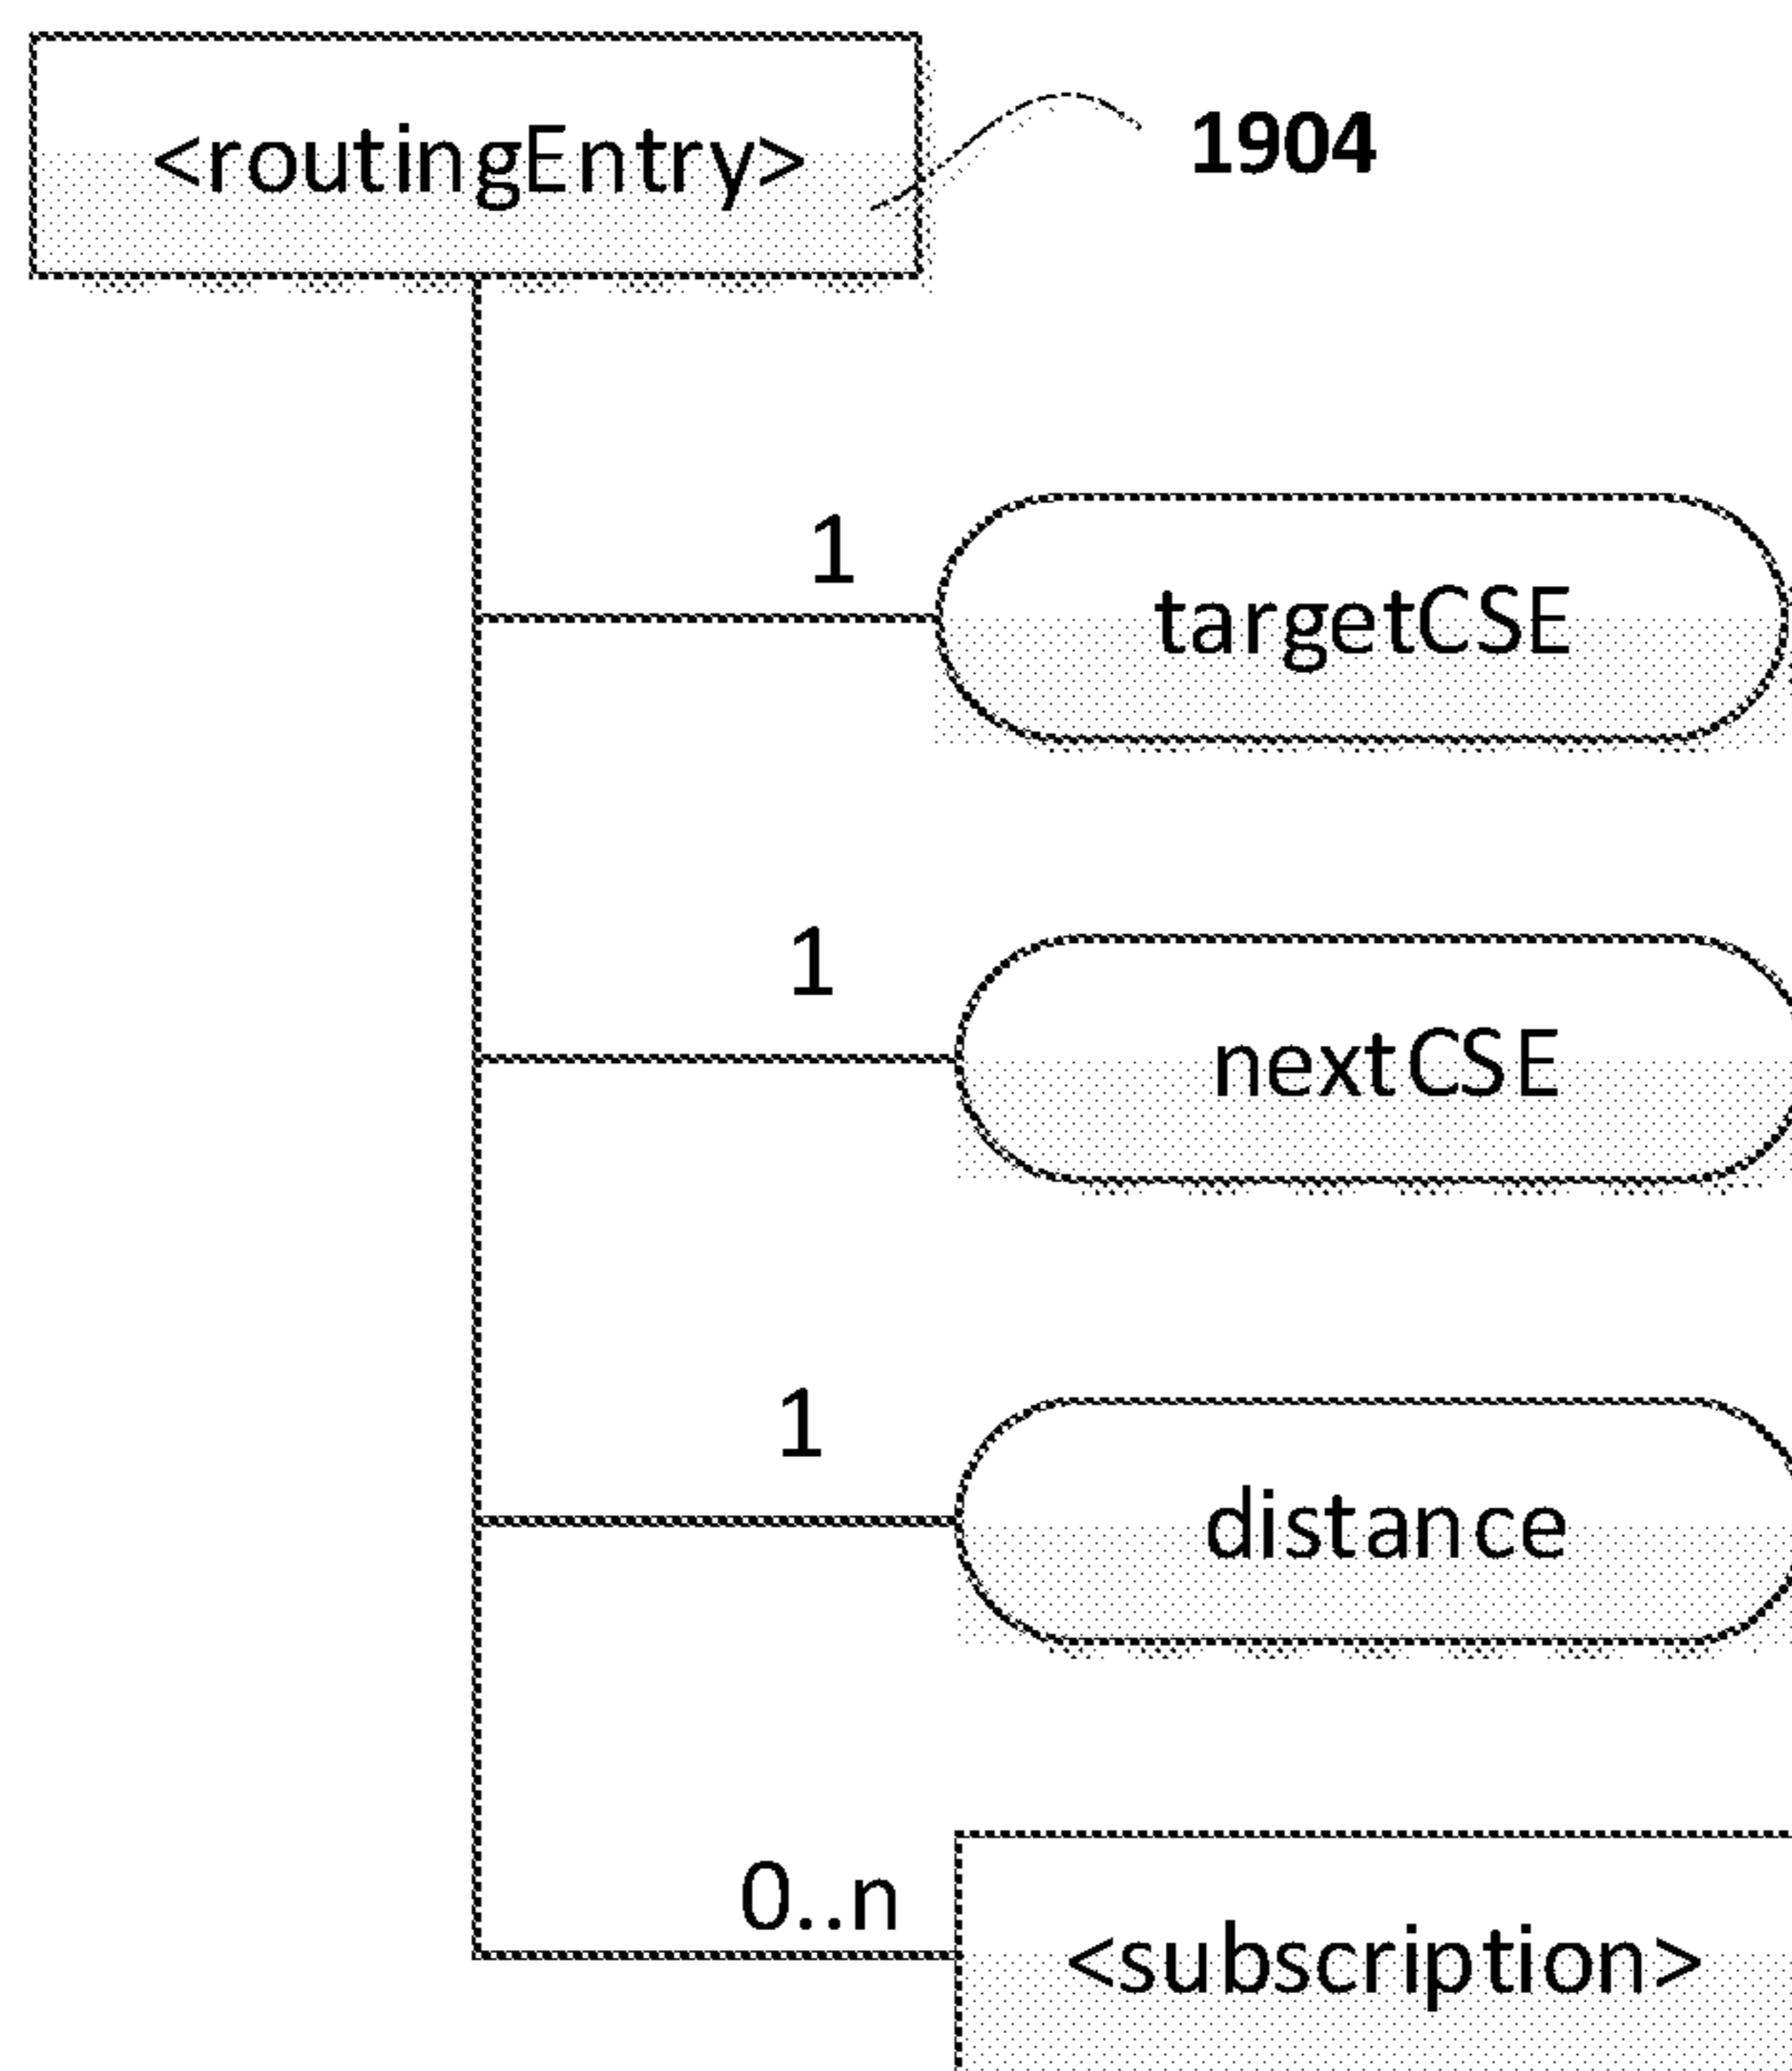 <routingEntry>
1904
1
targetCSE
1
nextCSE
1
distance
0..n
<subscription>